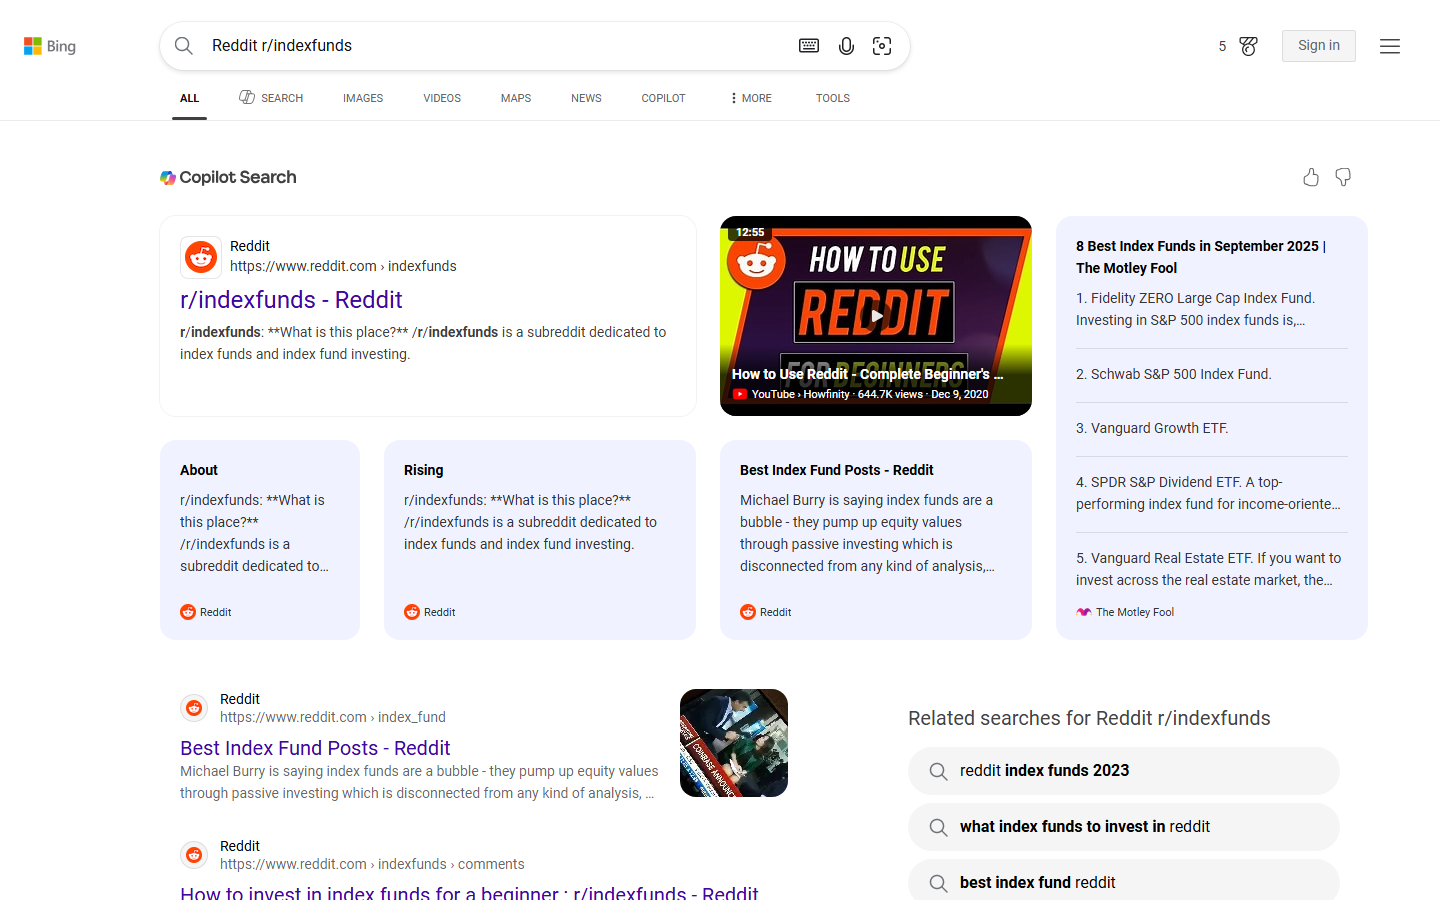 Bing
Reddit r/indexfunds
5
Sign in
ALL
SEARCH
IMAGES
VIDEOS
MAPS
NEWS
COPILOT
MORE
TOOLS
Copilot Search
Reddit
https://www.reddit.com › indexfunds
r/indexfunds - Reddit
r/indexfunds: **What is this place?** /r/indexfunds is a subreddit dedicated to
index funds and index fund investing.
12:55
HOW TO USE
REDDIT
FOR BEGINNERS
How to Use Reddit - Complete Beginner's ...
YouTube › Howfinity · 644.7K views · Dec 9, 2020
8 Best Index Funds in September 2025 |
The Motley Fool
1. Fidelity ZERO Large Cap Index Fund.
Investing in S&P 500 index funds is,...
2. Schwab S&P 500 Index Fund.
3. Vanguard Growth ETF.
4. SPDR S&P Dividend ETF. A top-
performing index fund for income-oriente...
5. Vanguard Real Estate ETF. If you want to
invest across the real estate market, the...
The Motley Fool
About
r/indexfunds: **What is
this place?**
/r/indexfunds is a
subreddit dedicated to...
Reddit
Rising
r/indexfunds: **What is this place?**
/r/indexfunds is a subreddit dedicated to
index funds and index fund investing.
Reddit
Best Index Fund Posts - Reddit
Michael Burry is saying index funds are a
bubble - they pump up equity values
through passive investing which is
disconnected from any kind of analysis,...
Reddit
Reddit
https://www.reddit.com › index_fund
Best Index Fund Posts - Reddit
Michael Burry is saying index funds are a bubble - they pump up equity values
through passive investing which is disconnected from any kind of analysis, ...
COINBASE ANNOUNC
Reddit
https://www.reddit.com › indexfunds › comments
How to invest in index funds for a beginner : r/indexfunds - Reddit
Related searches for Reddit r/indexfunds
reddit index funds 2023
what index funds to invest in reddit
best index fund reddit